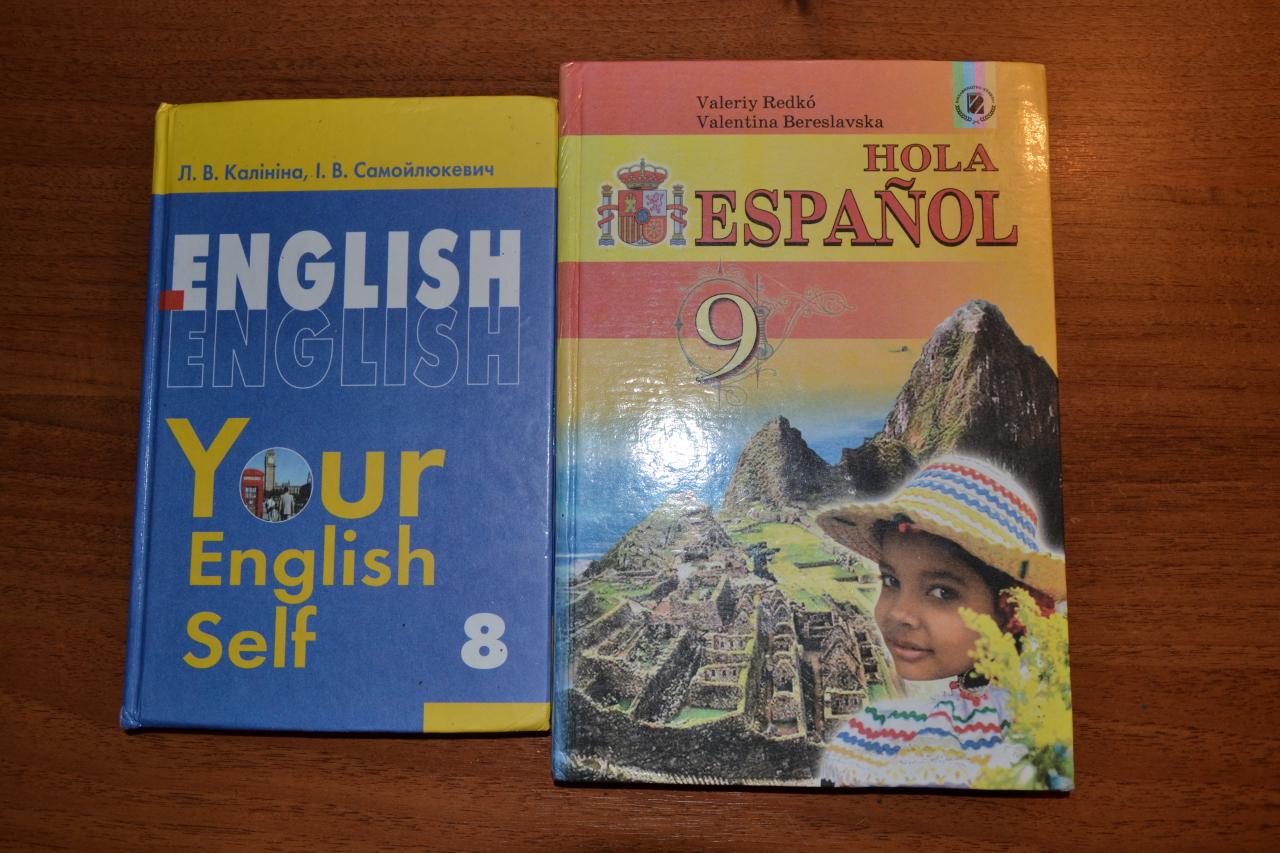 Л. В. Калініна, І. В. Самойлюкевич
ENGLISH
ENGLISH
Your
English
Self
8
Valeriy Redkó
Valentina Bereslavska
HOLA
ESPAÑOL
9